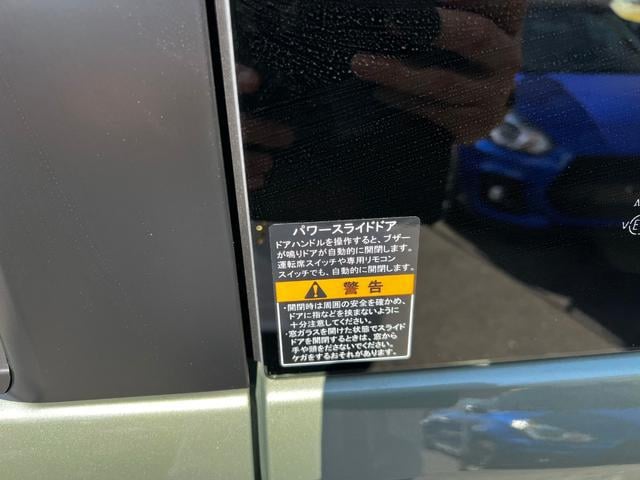 パワースライドドア
ドアハンドルを操作すると、ブザー
が鳴りドアが自動的に開閉します。
運転席スイッチや専用リモコン
スイッチでも、自動的に開閉します。
警告
・開閉時は周囲の安全を確かめ、
ドアに指などを挟まないように
十分注意してください。
・窓ガラスを開けた状態でスライド
ドアを開閉するときは、窓から
手や頭をださないでください。
ケガをするおそれがあります。